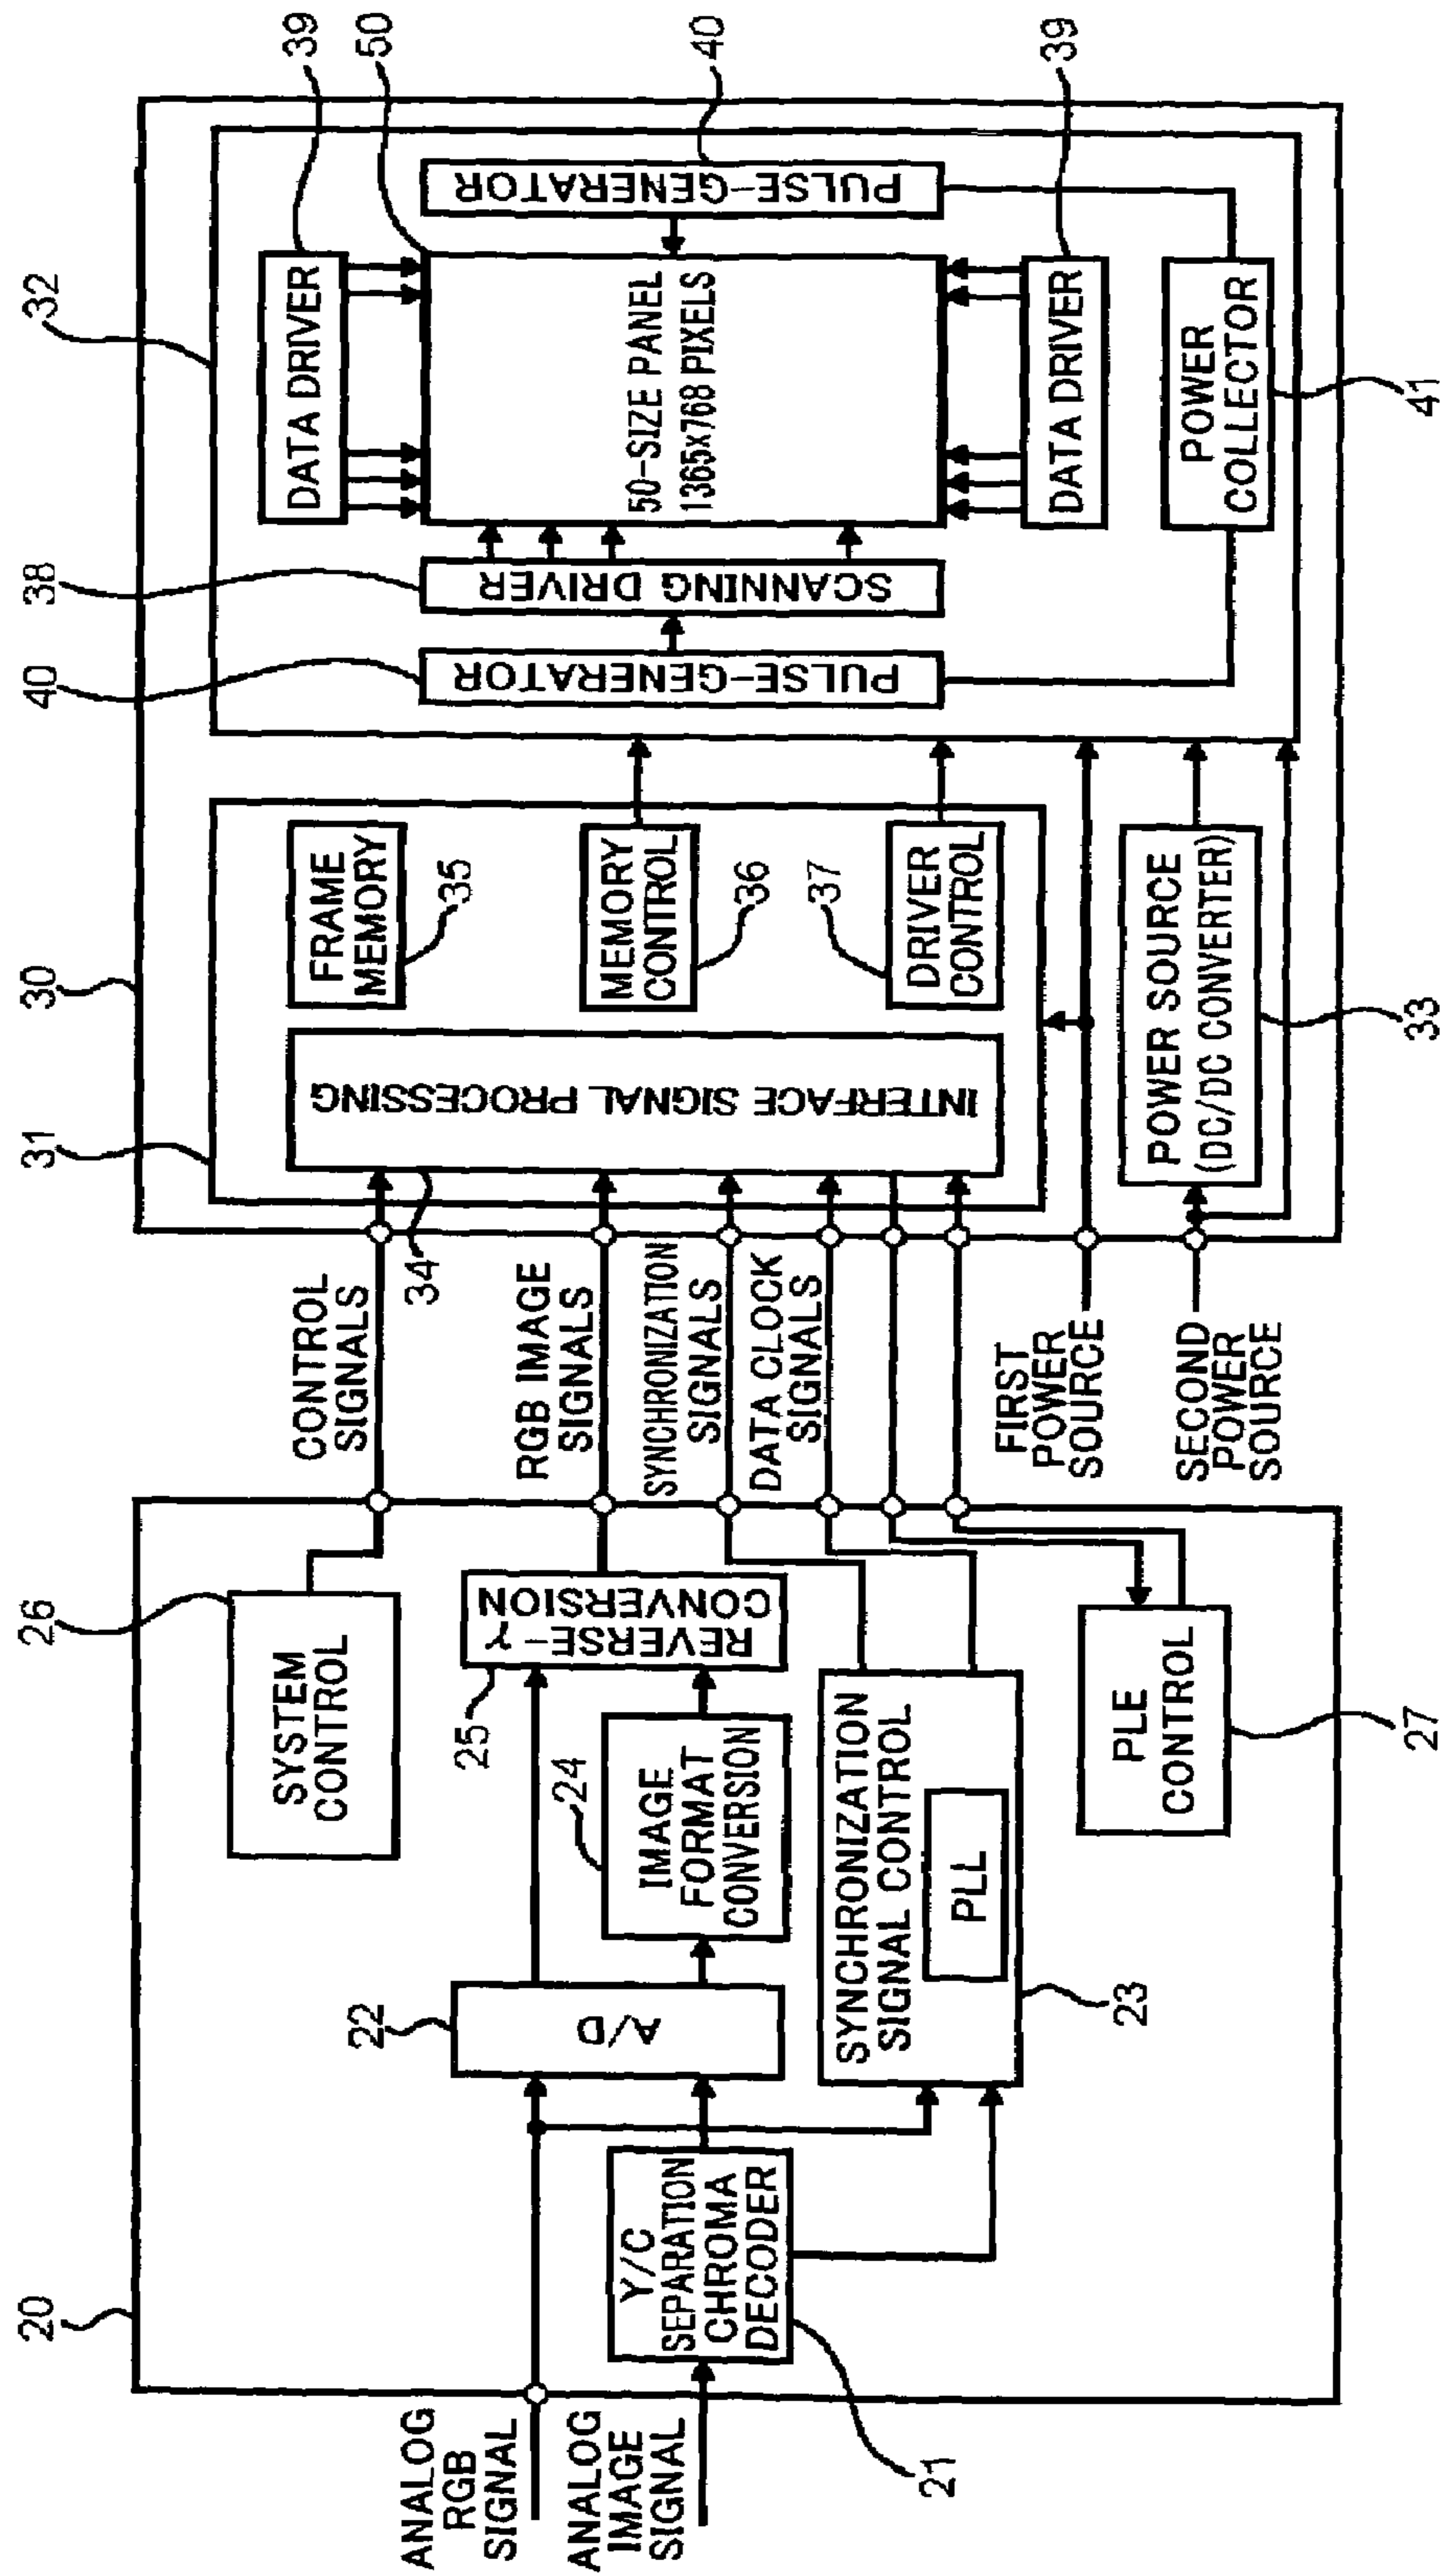 20
ANALOG
RGB
SIGNAL
ANALOG
IMAGE
SIGNAL
Y/C
SEPARATION
CHROMA
DECODER
21
22
A/D
24
IMAGE
FORMAT
CONVERSION
25
REVERSE-γ
CONVERSION
26
SYSTEM
CONTROL
SYNCHRONIZATION
SIGNAL CONTROL
PLL
23
PLE
CONTROL
27
CONTROL
SIGNALS
RGB IMAGE
SIGNALS
SYNCHRONIZATION
SIGNALS
DATA CLOCK
SIGNALS
FIRST
POWER
SOURCE
SECOND
POWER
SOURCE
30
31
34
INTERFACE SIGNAL PROCESSING
FRAME
MEMORY
35
MEMORY
CONTROL
36
37
DRIVER
CONTROL
POWER SOURCE
(DC/DC CONVERTER)
33
32
40
PULSE-GENERATOR
38
SCANNING DRIVER
39
DATA DRIVER
50
50-SIZE PANEL
1365x768 PIXELS
40
PULSE-GENERATOR
39
DATA DRIVER
POWER
COLLECTOR
41